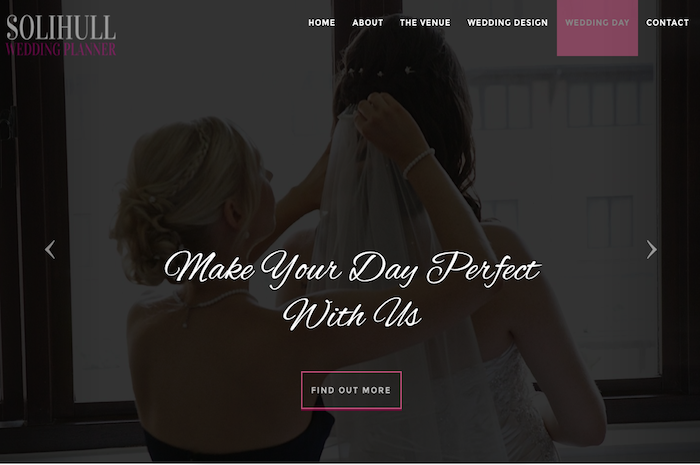 SOLIHULL
WEDDING PLANNER
HOME ABOUT THE VENUE WEDDING DESIGN WEDDING DAY CONTACT
Make Your Day Perfect
With Us
FIND OUT MORE